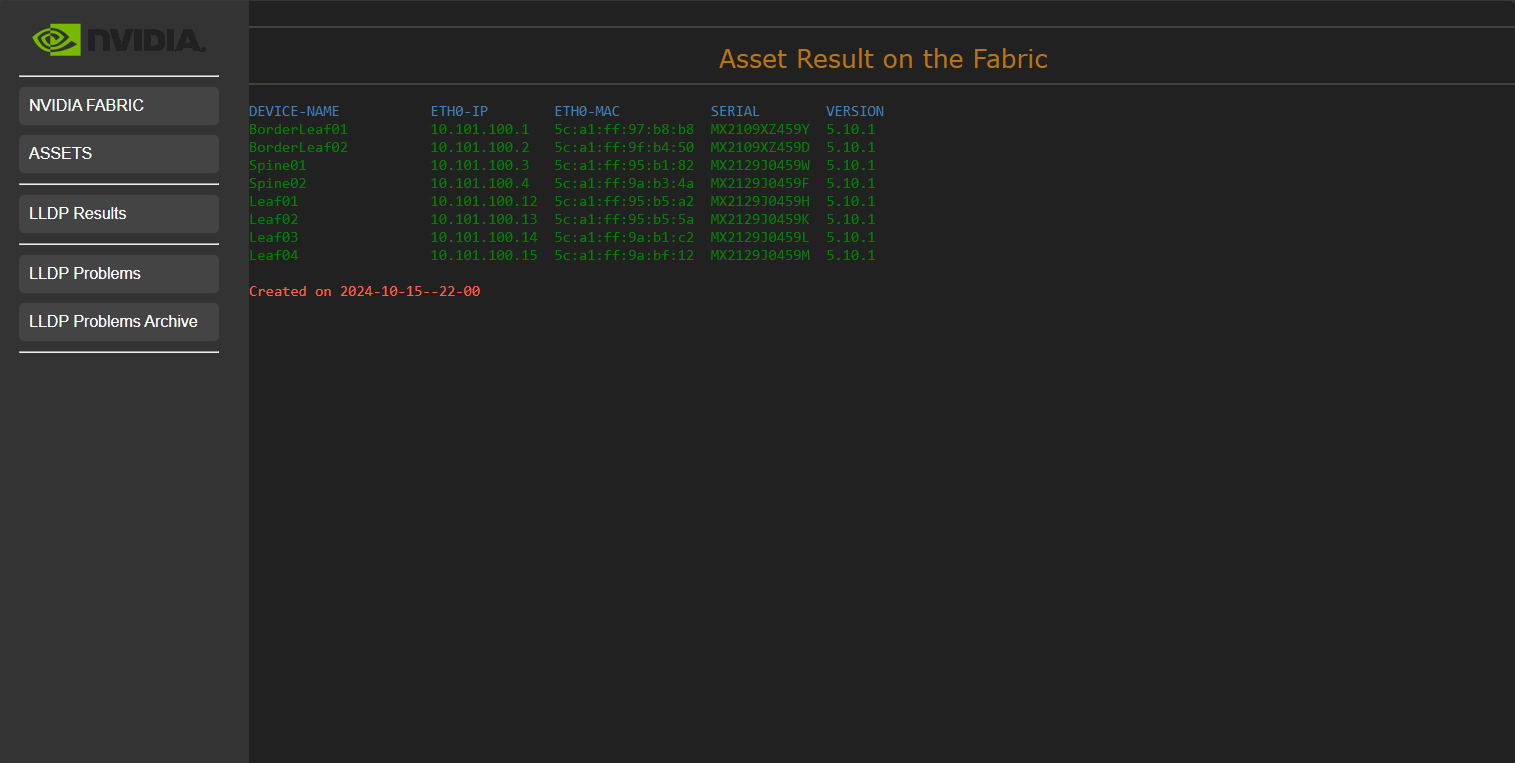 NVIDIA.
NVIDIA FABRIC
ASSETS
LLDP Results
LLDP Problems
LLDP Problems Archive
Asset Result on the Fabric
DEVICE-NAME ETH0-IP ETH0-MAC SERIAL VERSION
BorderLeaf01 10.101.100.1 5c:a1:ff:97:b8:b8 MX2109XZ459Y 5.10.1
BorderLeaf02 10.101.100.2 5c:a1:ff:9f:b4:50 MX2109XZ459D 5.10.1
Spine01 10.101.100.3 5c:a1:ff:95:b1:82 MX2129J0459W 5.10.1
Spine02 10.101.100.4 5c:a1:ff:9a:b3:4a MX2129J0459F 5.10.1
Leaf01 10.101.100.12 5c:a1:ff:95:b5:a2 MX2129J0459H 5.10.1
Leaf02 10.101.100.13 5c:a1:ff:95:b5:5a MX2129J0459K 5.10.1
Leaf03 10.101.100.14 5c:a1:ff:9a:b1:c2 MX2129J0459L 5.10.1
Leaf04 10.101.100.15 5c:a1:ff:9a:bf:12 MX2129J0459M 5.10.1
Created on 2024-10-15--22-00